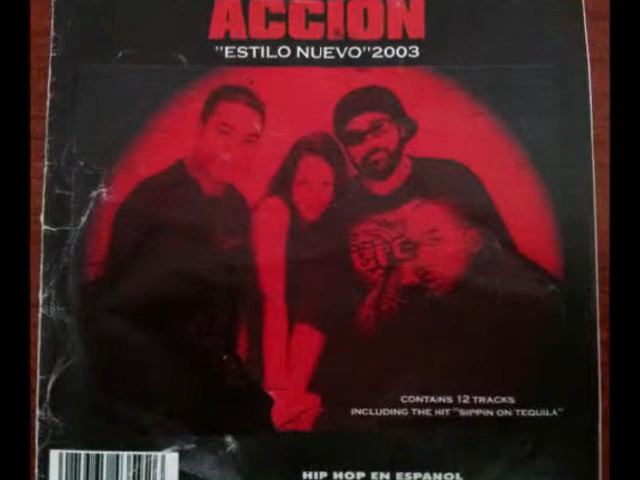 ACCION
"ESTILO NUEVO" 2003
CONTAINS 12 TRACKS
INCLUDING THE HIT "SIPPIN ON TEQUILA"
HIP HOP EN ESPANOL